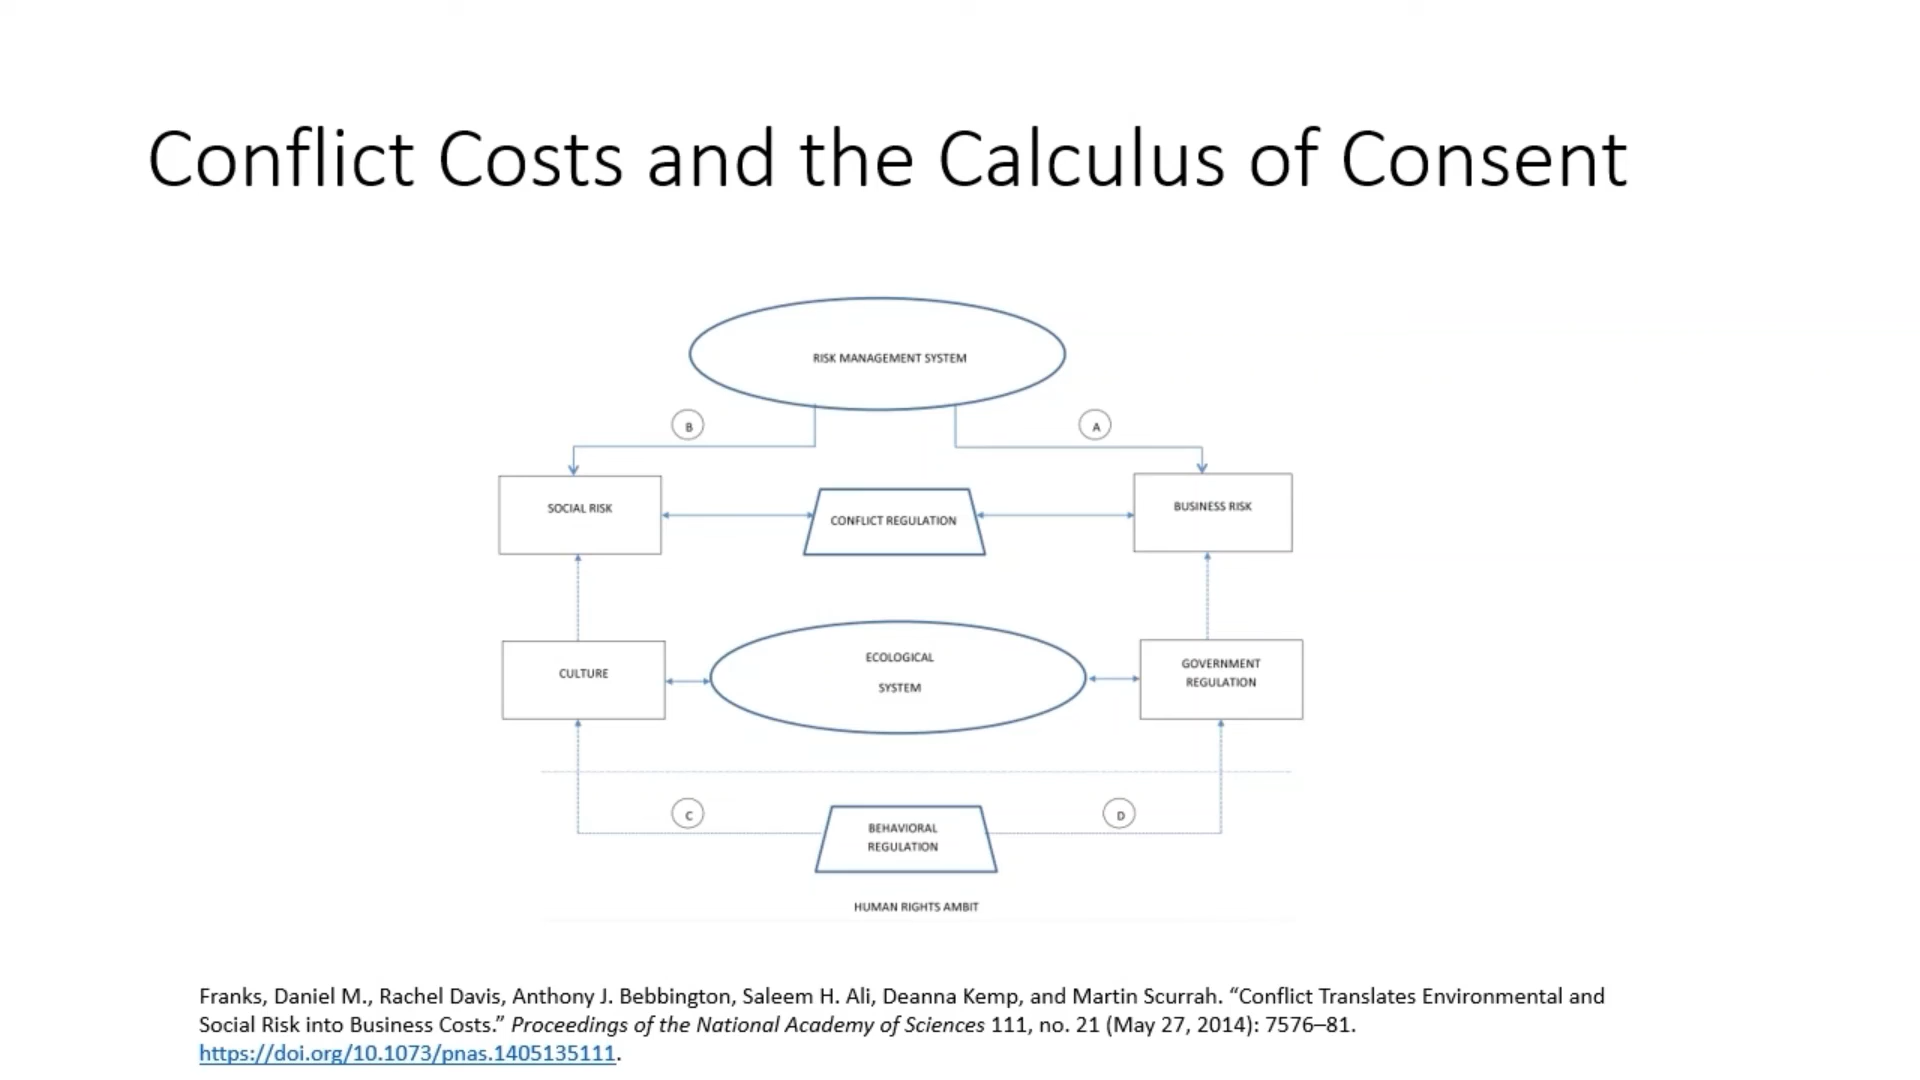 Conflict Costs and the Calculus of Consent
RISK MANAGEMENT SYSTEM
B
A
SOCIAL RISK
CONFLICT REGULATION
BUSINESS RISK
CULTURE
ECOLOGICAL
SYSTEM
GOVERNMENT
REGULATION
C
D
BEHAVIORAL
REGULATION
HUMAN RIGHTS AMBIT
Franks, Daniel M., Rachel Davis, Anthony J. Bebbington, Saleem H. Ali, Deanna Kemp, and Martin Scurrah. “Conflict Translates Environmental and
Social Risk into Business Costs.” Proceedings of the National Academy of Sciences 111, no. 21 (May 27, 2014): 7576–81.
https://doi.org/10.1073/pnas.1405135111.